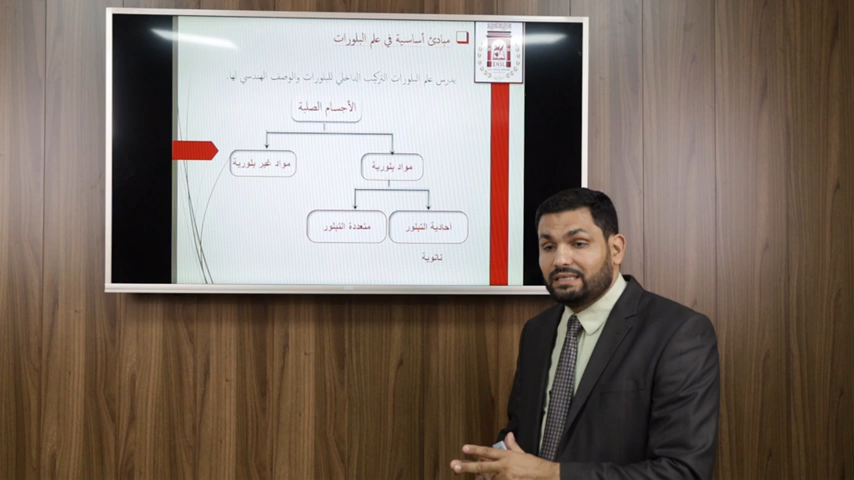 مبادئ أساسية في علم البلورات
يدرس علم البلورات التركيب الداخلي للبلورات والوصف الهندسي لها.
الأجسام الصلبة
مواد بلورية
مواد غير بلورية
أحادية التبلور
متعددة التبلور
نانوية